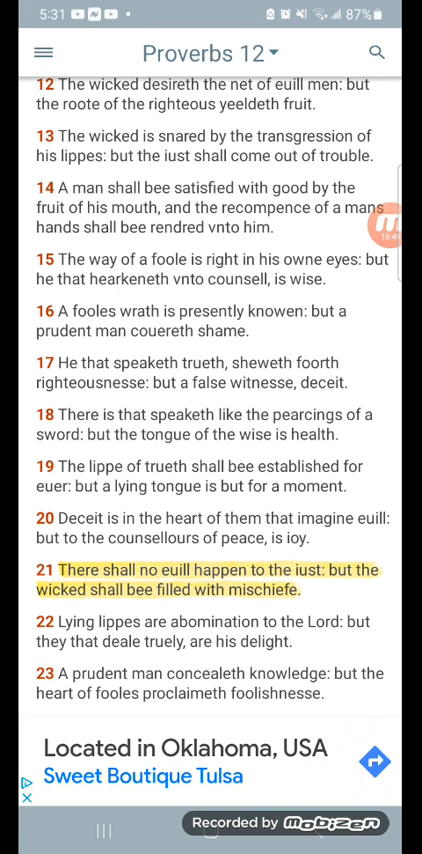 5:31 87%
Proverbs 12
12 The wicked desireth the net of euill men: but
the roote of the righteous yeeldeth fruit.
13 The wicked is snared by the transgression of
his lippes: but the iust shall come out of trouble.
14 A man shall bee satisfied with good by the
fruit of his mouth, and the recompence of a mans
hands shall bee rendred vnto him.
15 The way of a foole is right in his owne eyes: but
he that hearkeneth vnto counsell, is wise.
16 A fooles wrath is presently knowen: but a
prudent man couereth shame.
17 He that speaketh trueth, sheweth foorth
righteousnesse: but a false witnesse, deceit.
18 There is that speaketh like the pearcings of a
sword: but the tongue of the wise is health.
19 The lippe of trueth shall bee established for
euer: but a lying tongue is but for a moment.
20 Deceit is in the heart of them that imagine euill:
but to the counsellours of peace, is ioy.
21 There shall no euill happen to the iust: but the
wicked shall bee filled with mischiefe.
22 Lying lippes are abomination to the Lord: but
they that deale truely, are his delight.
23 A prudent man concealeth knowledge: but the
heart of fooles proclaimeth foolishnesse.
Located in Oklahoma, USA
Sweet Boutique Tulsa
Recorded by mobizen